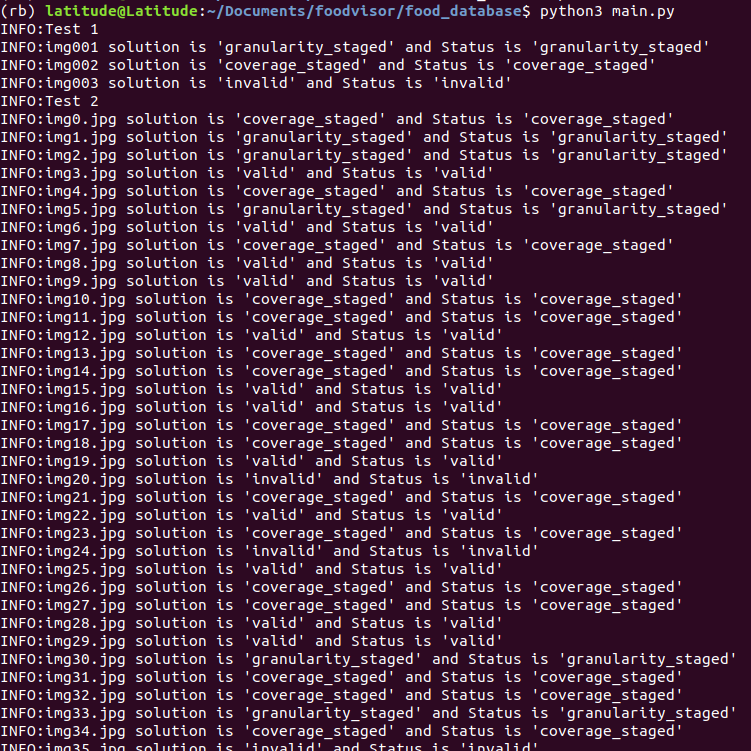 (rb) latitude@Latitude:~/Documents/foodvisor/food_database$ python3 main.py
INFO:Test 1
INFO:img001 solution is 'granularity_staged' and Status is 'granularity_staged'
INFO:img002 solution is 'coverage_staged' and Status is 'coverage_staged'
INFO:img003 solution is 'invalid' and Status is 'invalid'
INFO:Test 2
INFO:img0.jpg solution is 'coverage_staged' and Status is 'coverage_staged'
INFO:img1.jpg solution is 'granularity_staged' and Status is 'granularity_staged'
INFO:img2.jpg solution is 'granularity_staged' and Status is 'granularity_staged'
INFO:img3.jpg solution is 'valid' and Status is 'valid'
INFO:img4.jpg solution is 'coverage_staged' and Status is 'coverage_staged'
INFO:img5.jpg solution is 'granularity_staged' and Status is 'granularity_staged'
INFO:img6.jpg solution is 'valid' and Status is 'valid'
INFO:img7.jpg solution is 'coverage_staged' and Status is 'coverage_staged'
INFO:img8.jpg solution is 'valid' and Status is 'valid'
INFO:img9.jpg solution is 'valid' and Status is 'valid'
INFO:img10.jpg solution is 'coverage_staged' and Status is 'coverage_staged'
INFO:img11.jpg solution is 'coverage_staged' and Status is 'coverage_staged'
INFO:img12.jpg solution is 'valid' and Status is 'valid'
INFO:img13.jpg solution is 'coverage_staged' and Status is 'coverage_staged'
INFO:img14.jpg solution is 'coverage_staged' and Status is 'coverage_staged'
INFO:img15.jpg solution is 'valid' and Status is 'valid'
INFO:img16.jpg solution is 'valid' and Status is 'valid'
INFO:img17.jpg solution is 'coverage_staged' and Status is 'coverage_staged'
INFO:img18.jpg solution is 'coverage_staged' and Status is 'coverage_staged'
INFO:img19.jpg solution is 'valid' and Status is 'valid'
INFO:img20.jpg solution is 'invalid' and Status is 'invalid'
INFO:img21.jpg solution is 'coverage_staged' and Status is 'coverage_staged'
INFO:img22.jpg solution is 'valid' and Status is 'valid'
INFO:img23.jpg solution is 'coverage_staged' and Status is 'coverage_staged'
INFO:img24.jpg solution is 'invalid' and Status is 'invalid'
INFO:img25.jpg solution is 'valid' and Status is 'valid'
INFO:img26.jpg solution is 'coverage_staged' and Status is 'coverage_staged'
INFO:img27.jpg solution is 'coverage_staged' and Status is 'coverage_staged'
INFO:img28.jpg solution is 'valid' and Status is 'valid'
INFO:img29.jpg solution is 'valid' and Status is 'valid'
INFO:img30.jpg solution is 'granularity_staged' and Status is 'granularity_staged'
INFO:img31.jpg solution is 'coverage_staged' and Status is 'coverage_staged'
INFO:img32.jpg solution is 'coverage_staged' and Status is 'coverage_staged'
INFO:img33.jpg solution is 'granularity_staged' and Status is 'granularity_staged'
INFO:img34.jpg solution is 'coverage_staged' and Status is 'coverage_staged'
INFO:img35.jpg solution is 'invalid' and Status is 'invalid'